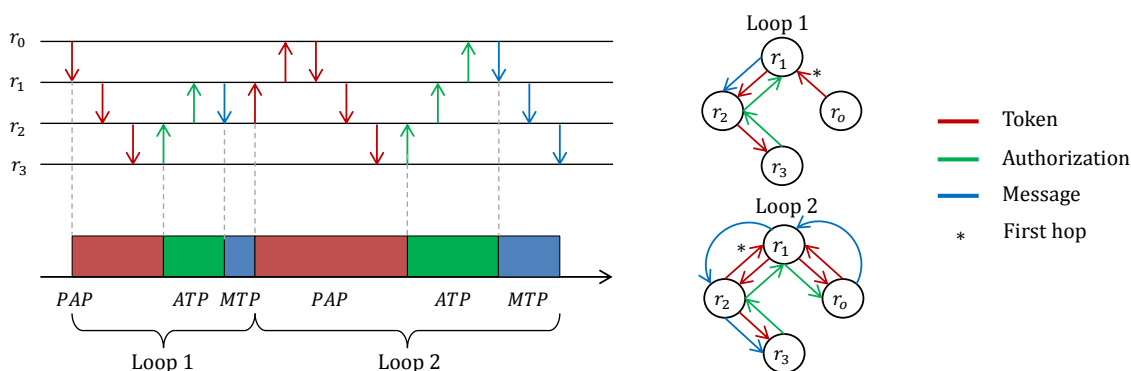 r0
r1
r2
r3
PAP ATP MTP PAP ATP MTP
Loop 1 Loop 2
Loop 1
r1
*
r2
ro
r3
Loop 2
*
r1
r2
ro
r3
Token
Authorization
Message
* First hop